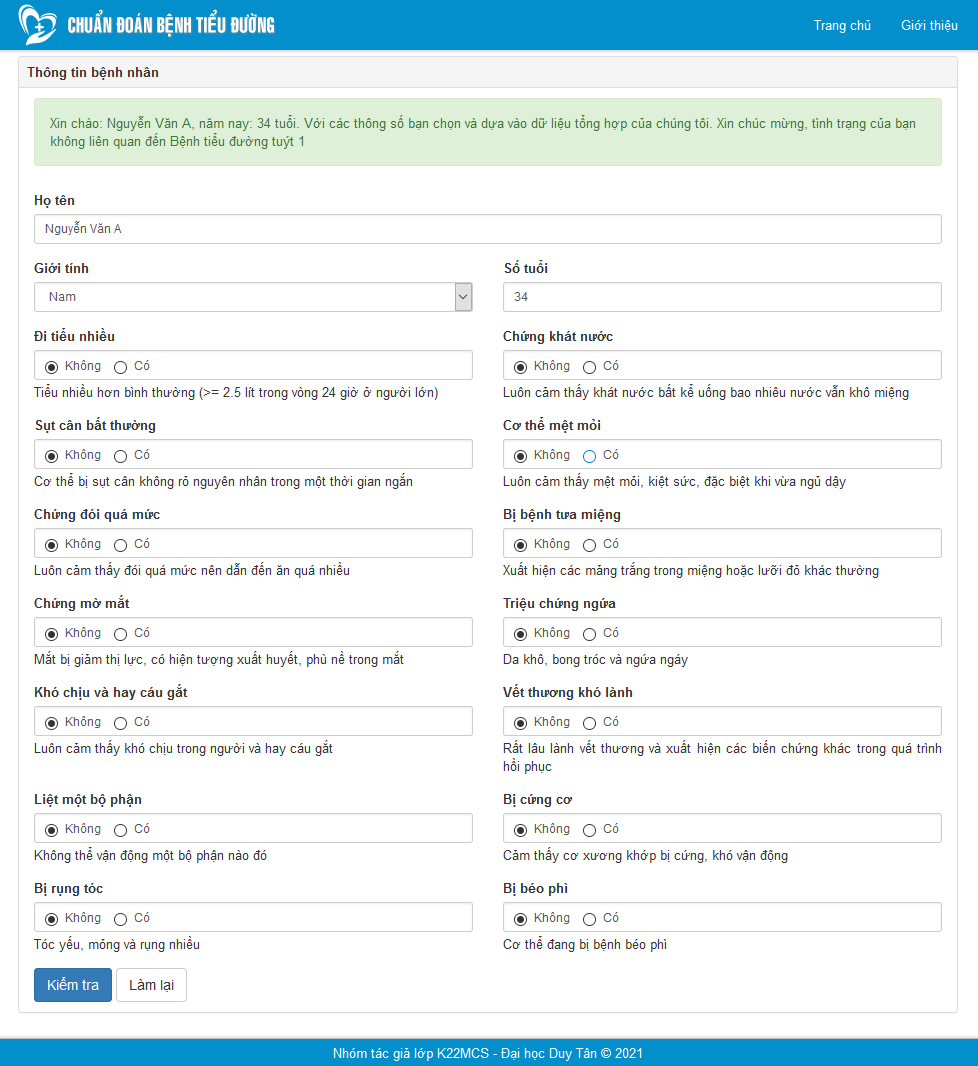 CHUẨN ĐOÁN BỆNH TIỂU ĐƯỜNG
Trang chủ
Giới thiệu
Thông tin bệnh nhân
Xin chào: Nguyễn Văn A, năm nay: 34 tuổi. Với các thông số bạn chọn và dựa vào dữ liệu tổng hợp của chúng tôi. Xin chúc mừng, tình trạng của bạn
không liên quan đến Bệnh tiểu đường tuýt 1
Họ tên
Nguyễn Văn A
Giới tính
Số tuổi
Nam
34
Đi tiểu nhiều
Chứng khát nước
Không Có
Không Có
Tiểu nhiều hơn bình thường (>= 2.5 lít trong vòng 24 giờ ở người lớn)
Luôn cảm thấy khát nước bất kể uống bao nhiêu nước vẫn khô miệng
Sụt cân bất thường
Cơ thể mệt mỏi
Không Có
Không Có
Cơ thể bị sụt cân không rõ nguyên nhân trong một thời gian ngắn
Luôn cảm thấy mệt mỏi, kiệt sức, đặc biệt khi vừa ngủ dậy
Chứng đói quá mức
Bị bệnh tưa miệng
Không Có
Không Có
Luôn cảm thấy đói quá mức nên dẫn đến ăn quá nhiều
Xuất hiện các mảng trắng trong miệng hoặc lưỡi đỏ khác thường
Chứng mờ mắt
Triệu chứng ngứa
Không Có
Không Có
Mắt bị giảm thị lực, có hiện tượng xuất huyết, phù nề trong mắt
Da khô, bong tróc và ngứa ngáy
Khó chịu và hay cáu gắt
Vết thương khó lành
Không Có
Không Có
Luôn cảm thấy khó chịu trong người và hay cáu gắt
Rất lâu lành vết thương và xuất hiện các biến chứng khác trong quá trình
hồi phục
Liệt một bộ phận
Bị cứng cơ
Không Có
Không Có
Không thể vận động một bộ phận nào đó
Cảm thấy cơ xương khớp bị cứng, khó vận động
Bị rụng tóc
Bị béo phì
Không Có
Không Có
Tóc yếu, mỏng và rụng nhiều
Cơ thể đang bị bệnh béo phì
Kiểm tra
Làm lại
Nhóm tác giả lớp K22MCS - Đại học Duy Tân © 2021